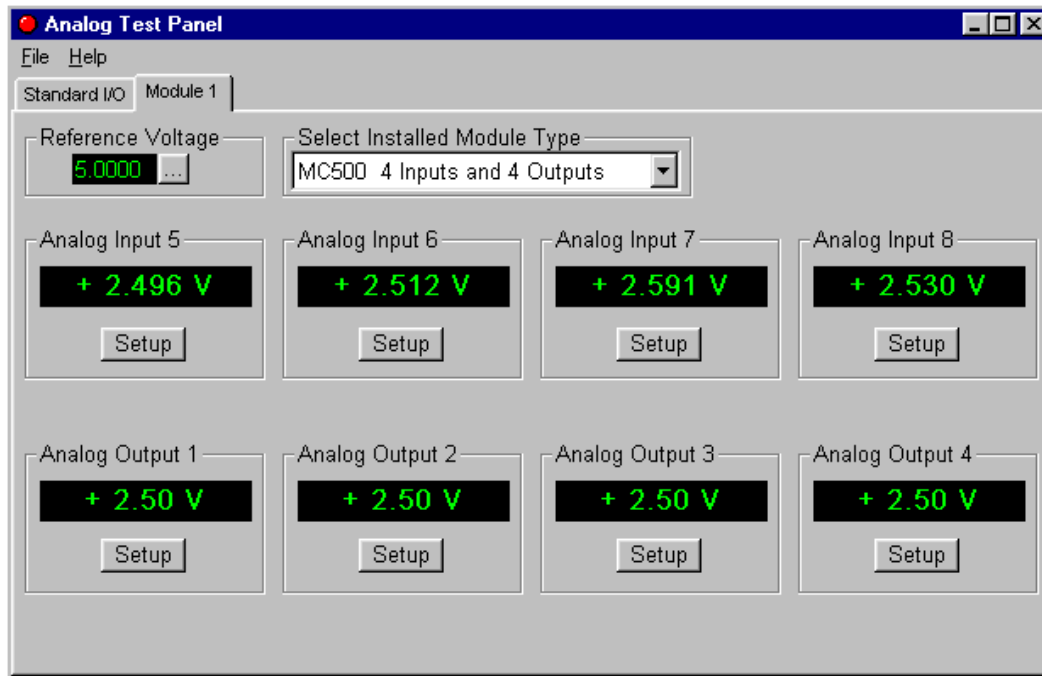 Analog Test Panel
File Help
Standard I/O Module 1
Reference Voltage Select Installed Module Type
5.0000 ... MC500 4 Inputs and 4 Outputs
Analog Input 5 Analog Input 6 Analog Input 7 Analog Input 8
+ 2.496 V + 2.512 V + 2.591 V + 2.530 V
Setup Setup Setup Setup
Analog Output 1 Analog Output 2 Analog Output 3 Analog Output 4
+ 2.50 V + 2.50 V + 2.50 V + 2.50 V
Setup Setup Setup Setup